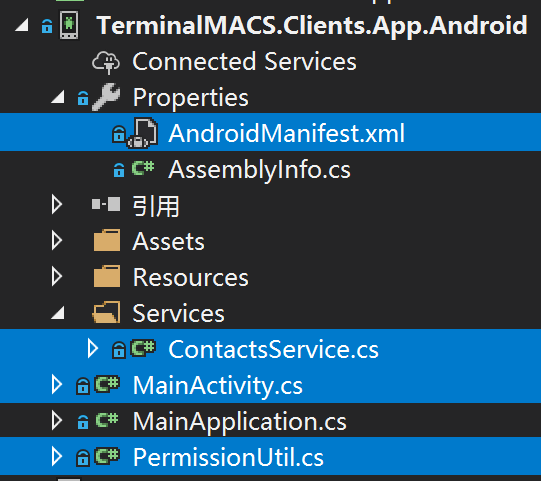 TerminalMACS.Clients.App.Android
Connected Services
Properties
AndroidManifest.xml
C# AssemblyInfo.cs
引用
Assets
Resources
Services
C# ContactsService.cs
C# MainActivity.cs
C# MainApplication.cs
C# PermissionUtil.cs